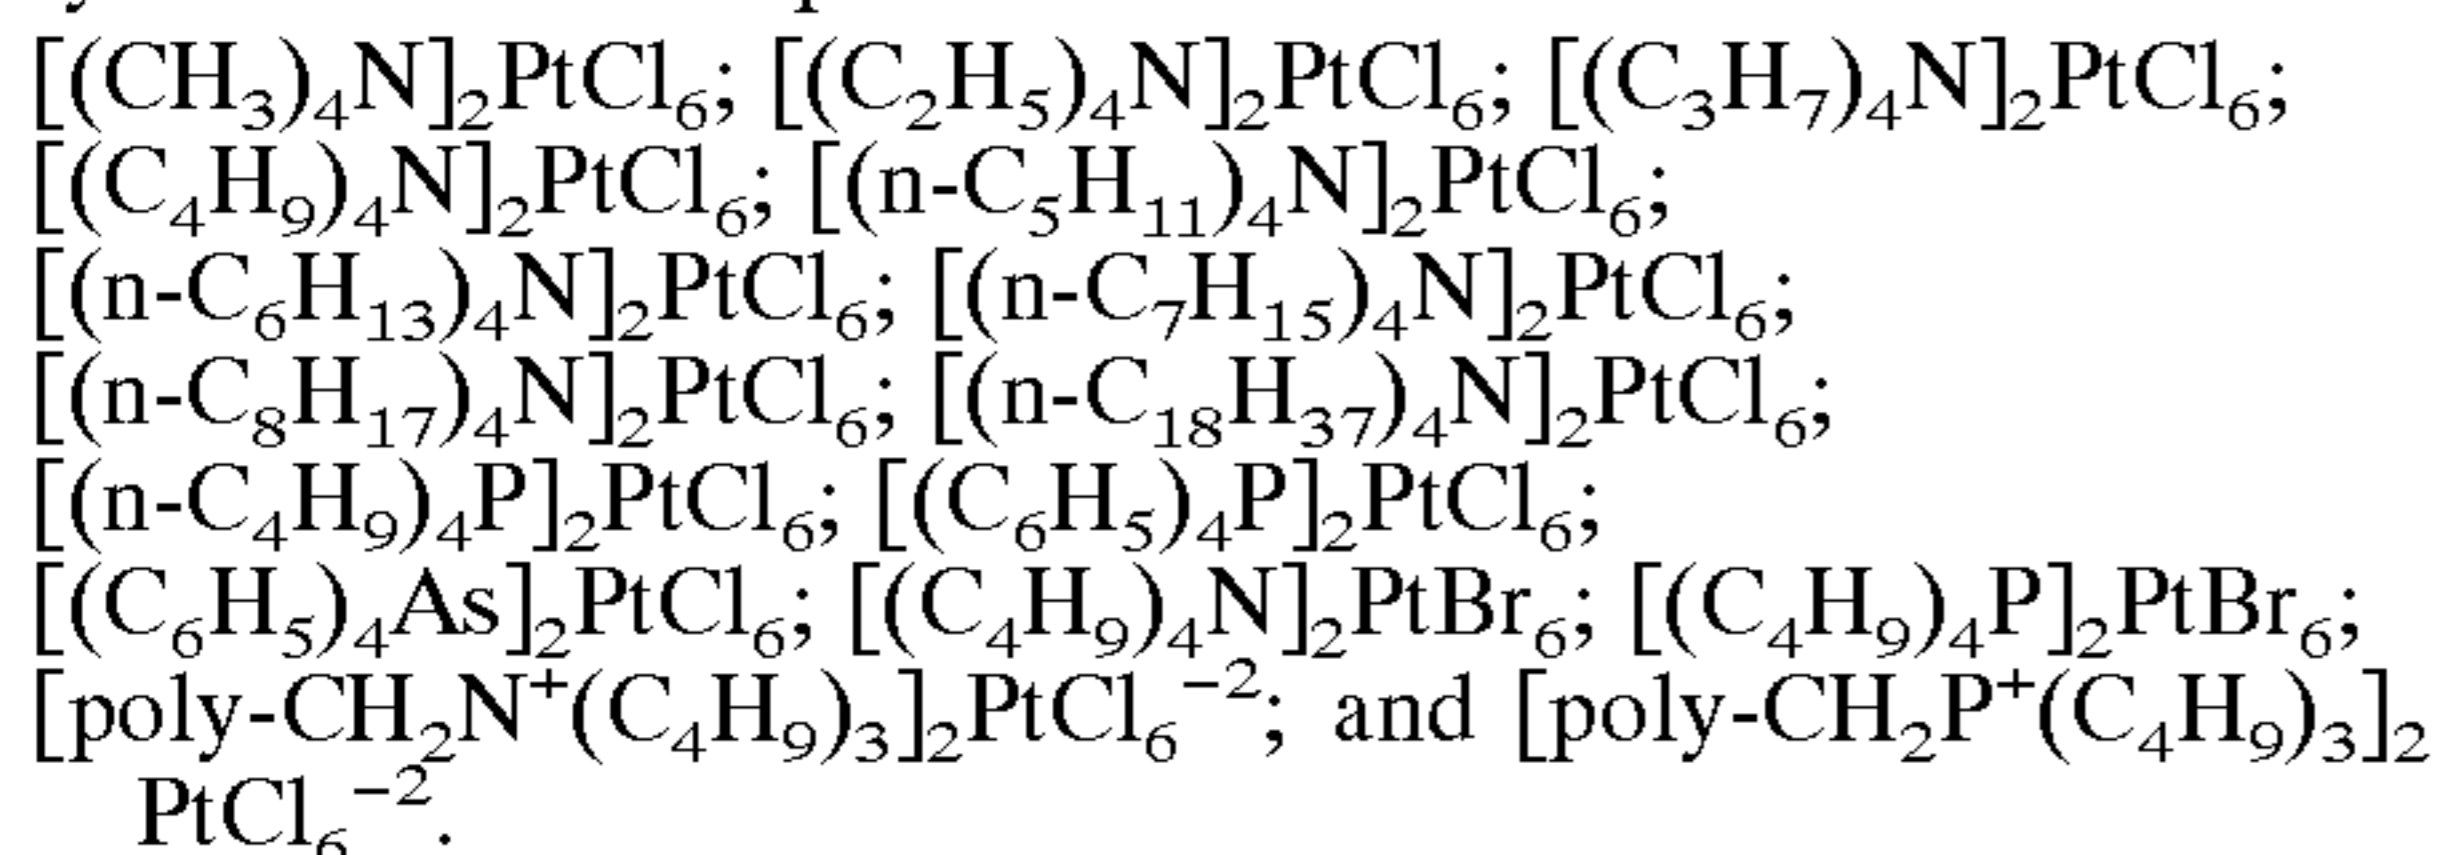 [(CH₃)₄N]₂PtCl₆; [(C₂H₅)₄N]₂PtCl₆; [(C₃H₇)₄N]₂PtCl₆;
[(C₄H₉)₄N]₂PtCl₆; [(n-C₅H₁₁)₄N]₂PtCl₆;
[(n-C₆H₁₃)₄N]₂PtCl₆; [(n-C₇H₁₅)₄N]₂PtCl₆;
[(n-C₈H₁₇)₄N]₂PtCl₆; [(n-C₁₈H₃₇)₄N]₂PtCl₆;
[(n-C₄H₉)₄P]₂PtCl₆; [(C₆H₅)₄P]₂PtCl₆;
[(C₆H₅)₄As]₂PtCl₆; [(C₄H₉)₄N]₂PtBr₆; [(C₄H₉)₄P]₂PtBr₆;
[poly-CH₂N⁺(C₄H₉)₃]₂PtCl₆⁻²; and [poly-CH₂P⁺(C₄H₉)₃]₂
PtCl₆⁻².